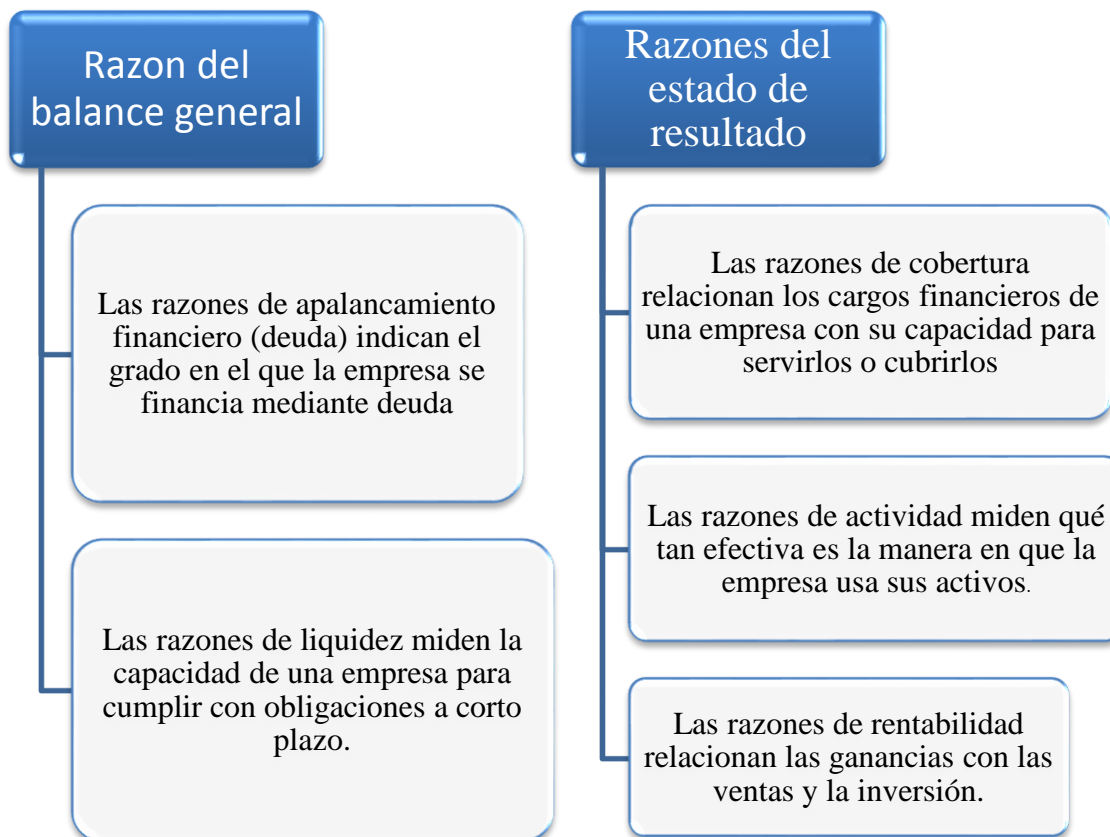 Razon del
balance general
Las razones de apalancamiento
financiero (deuda) indican el
grado en el que la empresa se
financia mediante deuda
Las razones de liquidez miden la
capacidad de una empresa para
cumplir con obligaciones a corto
plazo.
Razones del
estado de
resultado
Las razones de cobertura
relacionan los cargos financieros de
una empresa con su capacidad para
servirlos o cubrirlos
Las razones de actividad miden qué
tan efectiva es la manera en que la
empresa usa sus activos.
Las razones de rentabilidad
relacionan las ganancias con las
ventas y la inversión.